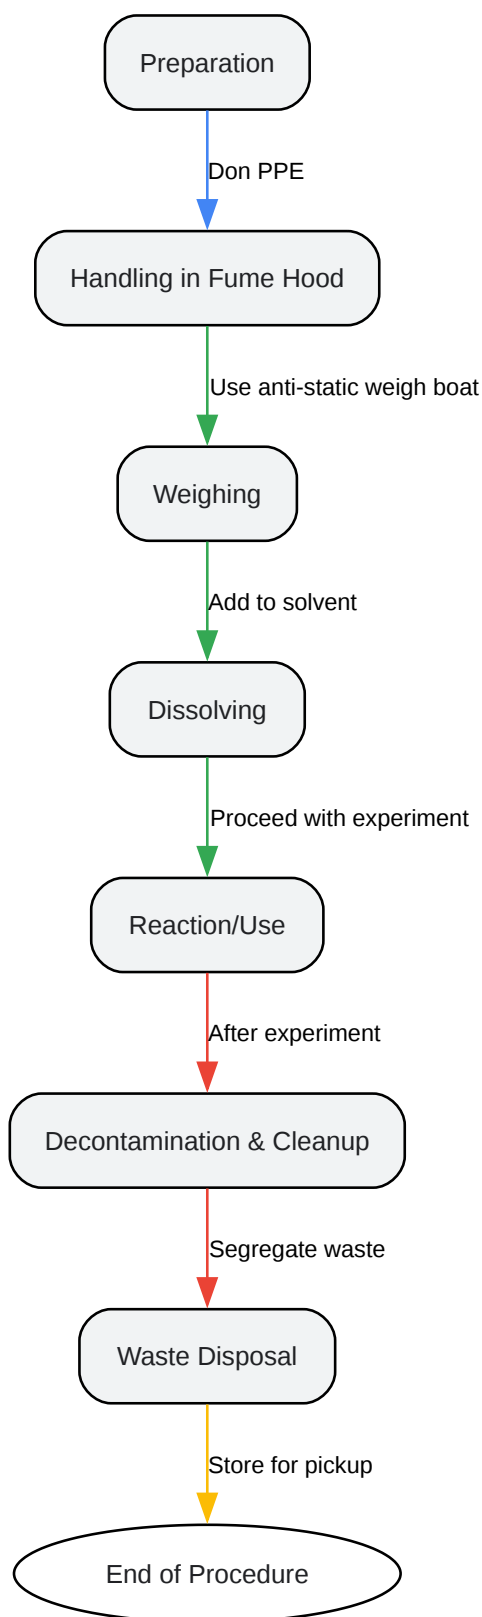 Preparation
Don PPE
Handling in Fume Hood
Use anti-static weigh boat
Weighing
Add to solvent
Dissolving
Proceed with experiment
Reaction/Use
After experiment
Decontamination & Cleanup
Segregate waste
Waste Disposal
Store for pickup
End of Procedure